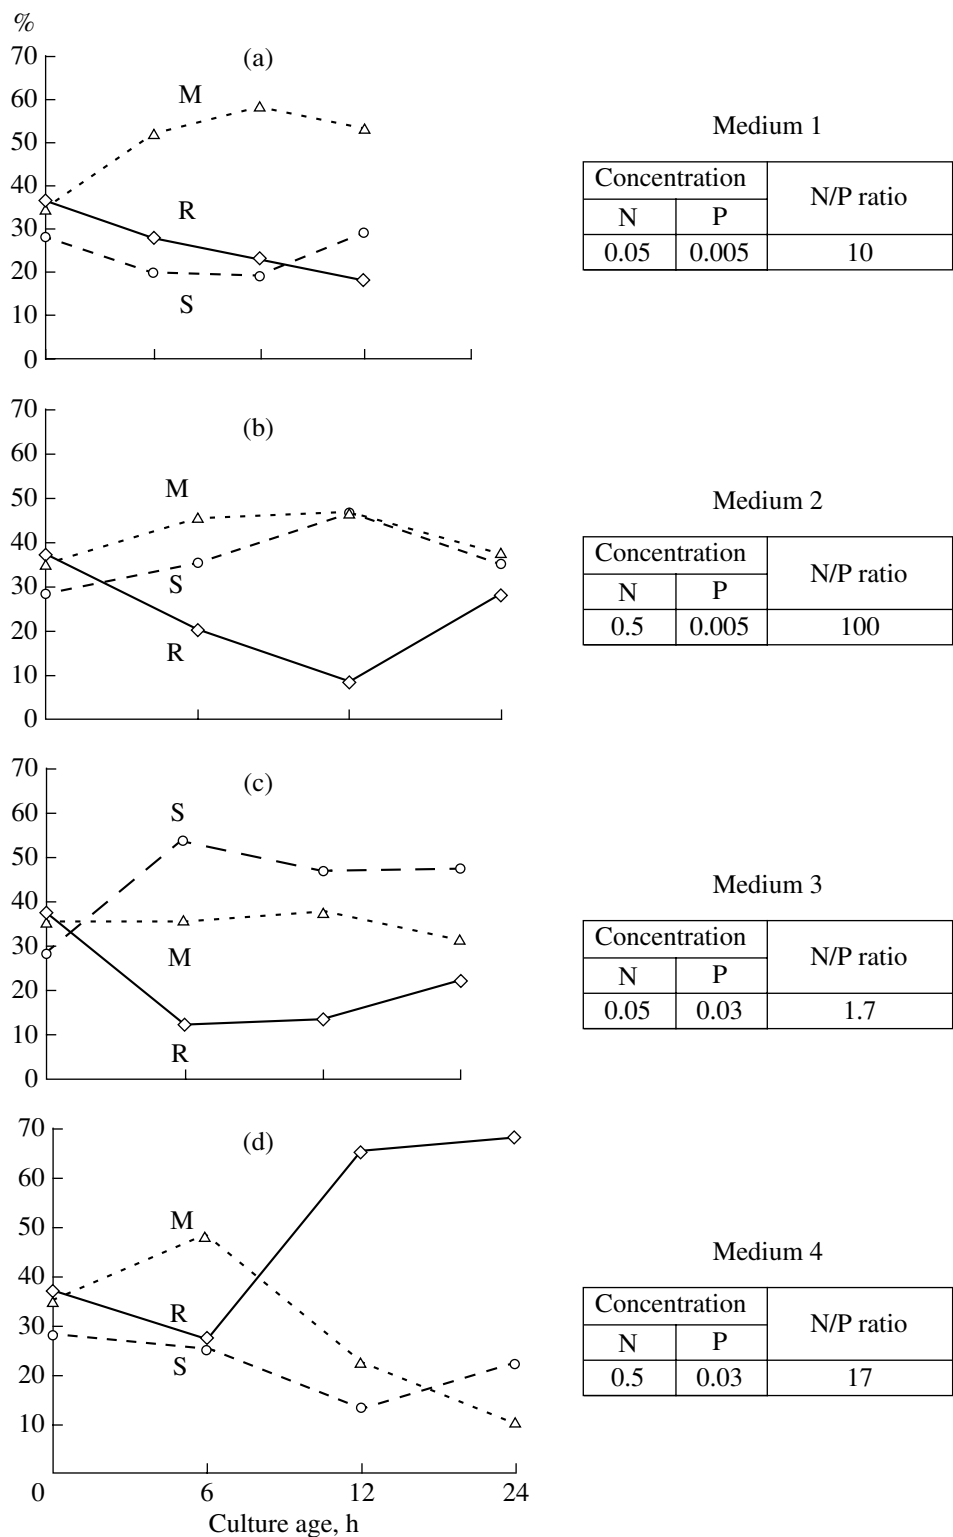 %
70
(a)
60
M
50
Medium 1
40
Concentration
N/P ratio
R
30
N P
20
0.05 0.005 10
S
10
0
70
(b)
60
50
M
Medium 2
40
Concentration
N/P ratio
30
S
N P
20
0.5 0.005 100
R
10
0
70
(c)
60
S
50
Medium 3
40
Concentration
N/P ratio
30
M
N P
20
0.05 0.03 1.7
10
R
0
70
(d)
60
50
M
Medium 4
40
Concentration
N/P ratio
R
30
N P
S
20
0.5 0.03 17
10
0 6 12 24
Culture age, h